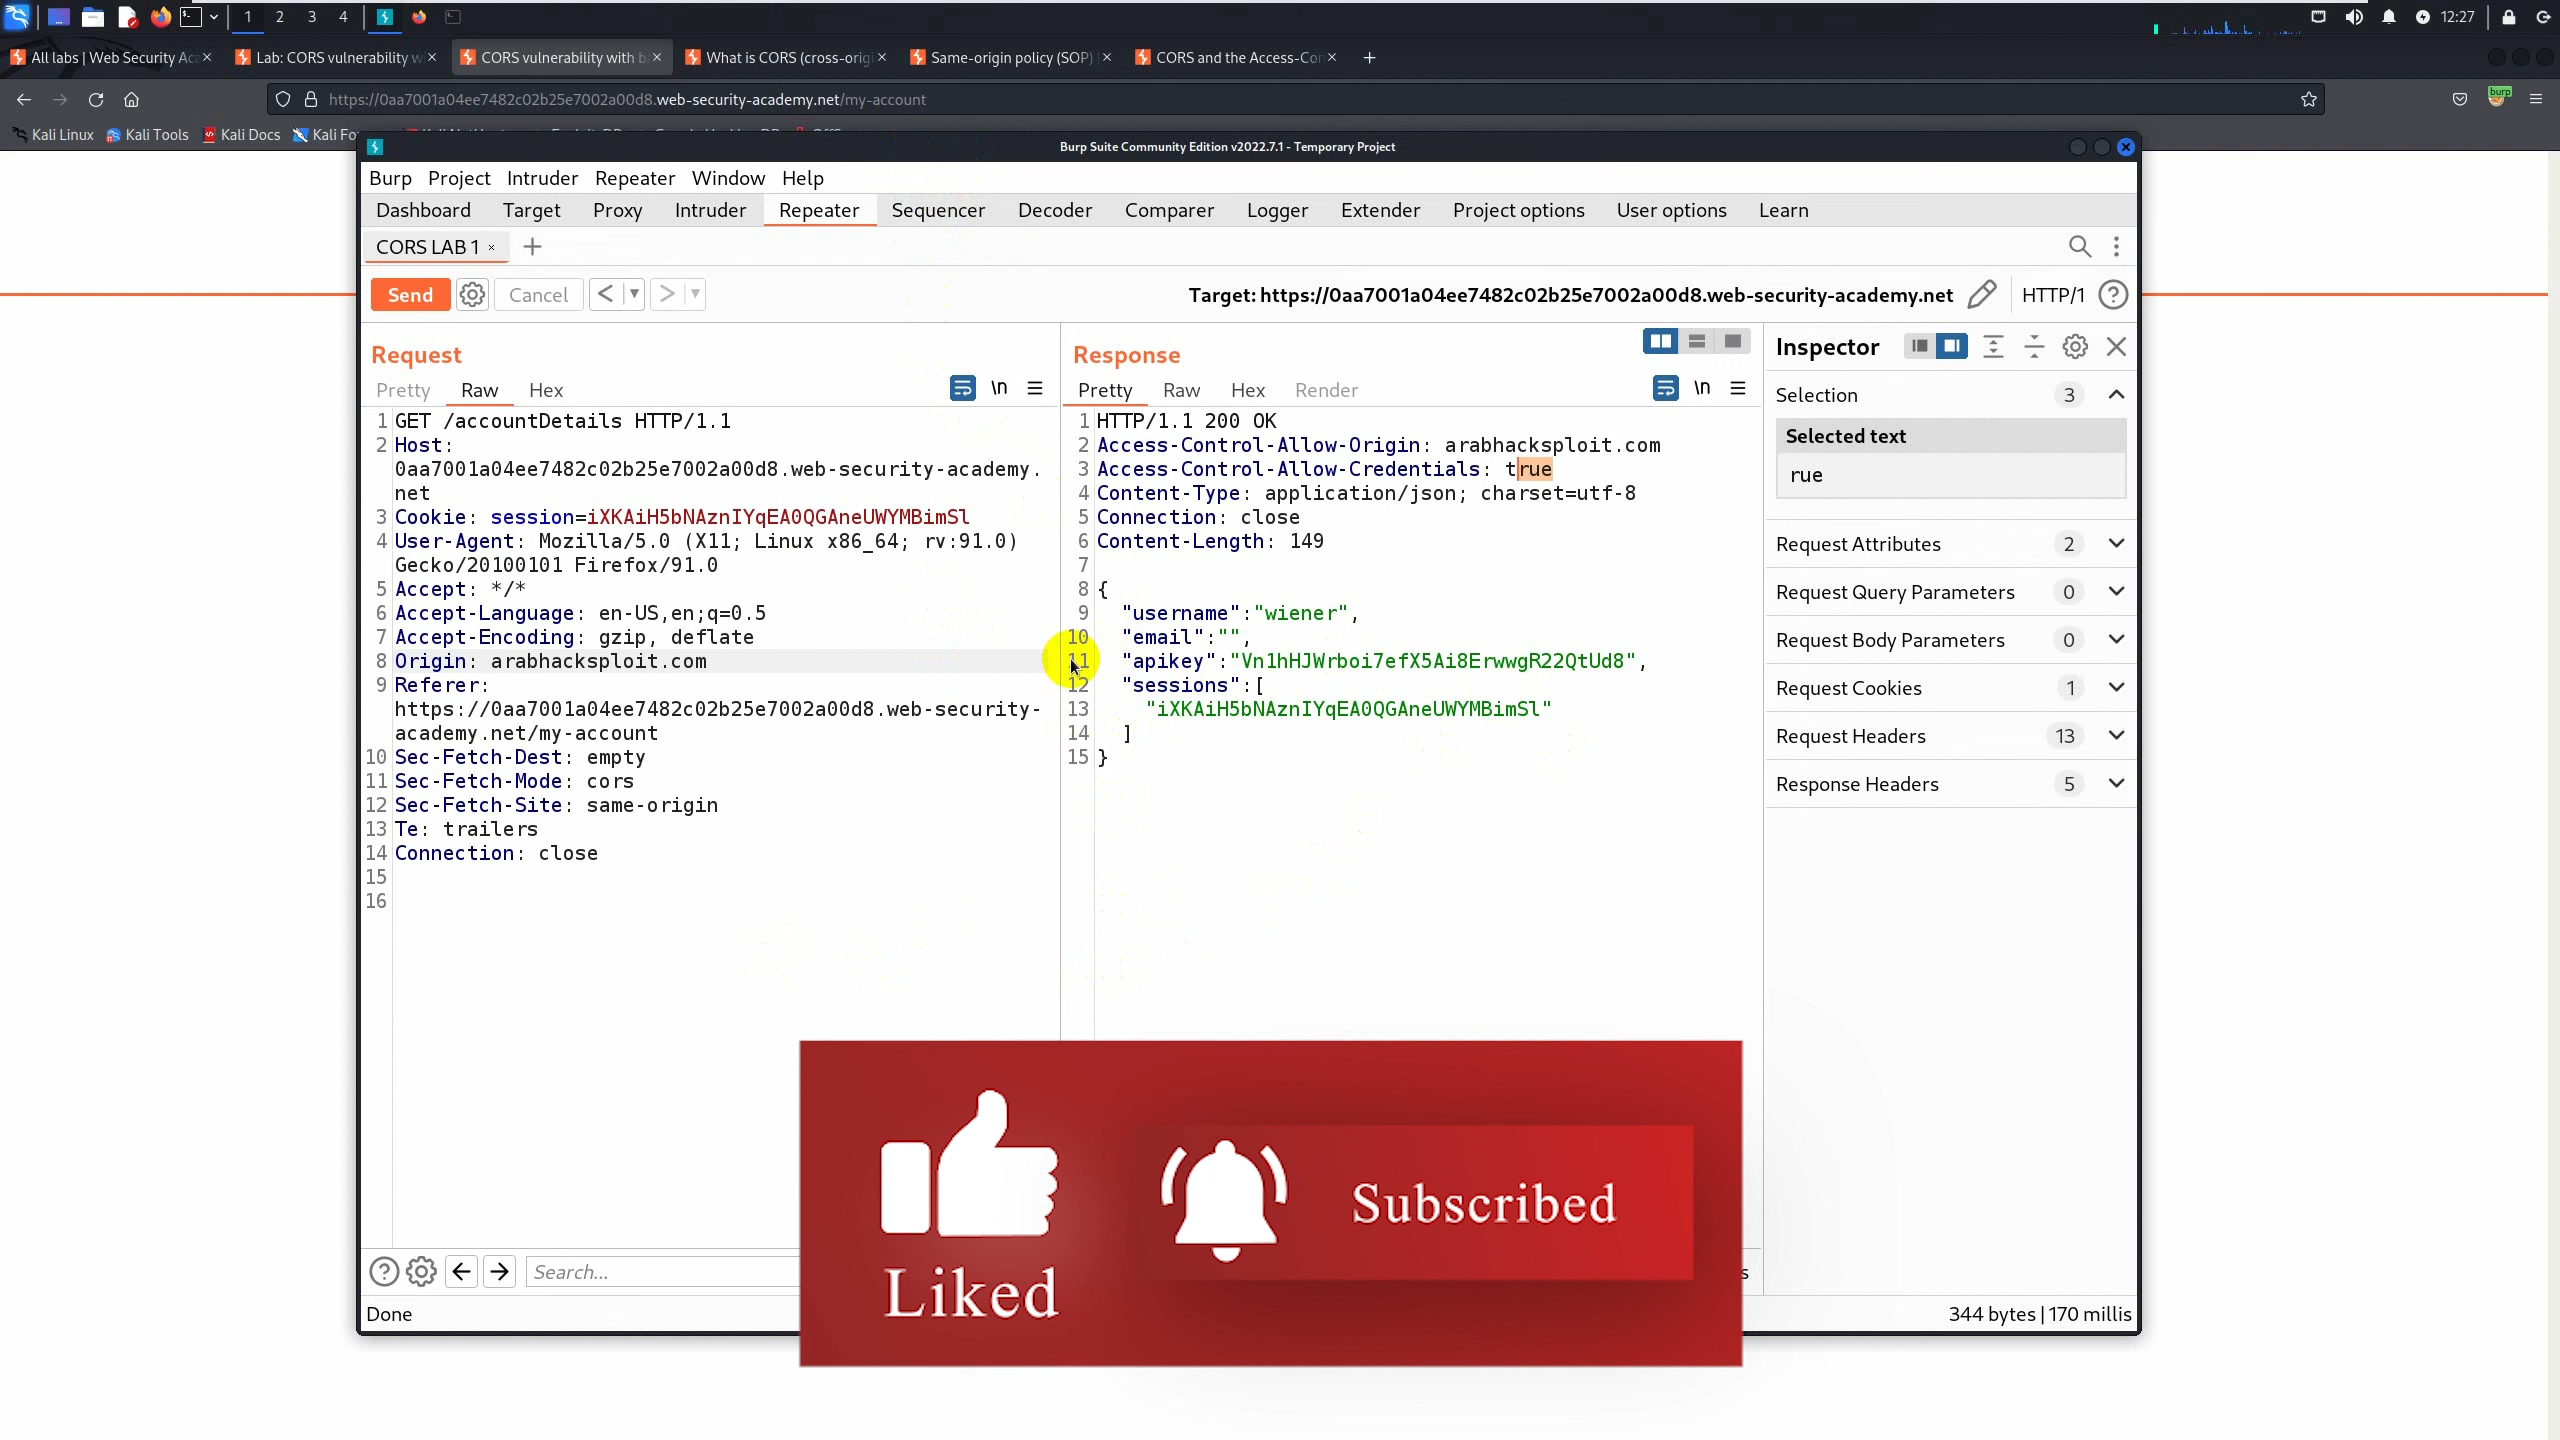 1 2 3 4 12:27
All labs | Web Security Ac
Lab: CORS vulnerability w
CORS vulnerability with b
What is CORS (cross-orig
Same-origin policy (SOP)
CORS and the Access-Con
https://0aa7001a04ee7482c02b25e7002a00d8.web-security-academy.net/my-account
burp
Kali Linux Kali Tools Kali Docs Kali Fo
Burp Suite Community Edition v2022.7.1 - Temporary Project
Burp Project Intruder Repeater Window Help
Dashboard Target Proxy Intruder Repeater Sequencer Decoder Comparer Logger Extender Project options User options Learn
CORS LAB 1
Send Cancel Target: https://0aa7001a04ee7482c02b25e7002a00d8.web-security-academy.net HTTP/1
Request
Pretty Raw Hex \n
1 GET /accountDetails HTTP/1.1
2 Host:
0aa7001a04ee7482c02b25e7002a00d8.web-security-academy.
net
3 Cookie: session=iXKAiH5bNAznIYqEA0QGAneUWYMBimSl
4 User-Agent: Mozilla/5.0 (X11; Linux x86_64; rv:91.0)
Gecko/20100101 Firefox/91.0
5 Accept: */*
6 Accept-Language: en-US,en;q=0.5
7 Accept-Encoding: gzip, deflate
8 Origin: arabhacksploit.com
9 Referer:
https://0aa7001a04ee7482c02b25e7002a00d8.web-security-
academy.net/my-account
10 Sec-Fetch-Dest: empty
11 Sec-Fetch-Mode: cors
12 Sec-Fetch-Site: same-origin
13 Te: trailers
14 Connection: close
15
16
Response
Pretty Raw Hex Render \n
1 HTTP/1.1 200 OK
2 Access-Control-Allow-Origin: arabhacksploit.com
3 Access-Control-Allow-Credentials: true
4 Content-Type: application/json; charset=utf-8
5 Connection: close
6 Content-Length: 149
7
8 {
9 "username":"wiener",
10 "email":"",
11 "apikey":"Vn1hHJWrboi7efX5Ai8ErwwgR22QtUd8",
12 "sessions":[
13 "iXKAiH5bNAznIYqEA0QGAneUWYMBimSl"
14 ]
15 }
Inspector
Selection 3
Selected text
rue
Request Attributes 2
Request Query Parameters 0
Request Body Parameters 0
Request Cookies 1
Request Headers 13
Response Headers 5
Search...
Done
344 bytes | 170 millis
Liked
Subscribed